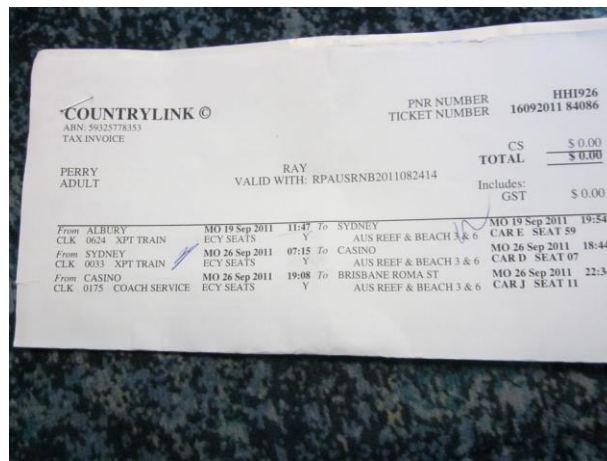 COUNTRYLINK ©
ABN: 59325778353
TAX INVOICE
PNR NUMBER HHI926
TICKET NUMBER 16092011 84086
CS $ 0.00
TOTAL $ 0.00
PERRY RAY
ADULT VALID WITH: RPAUSRNB2011082414
Includes:
GST $ 0.00
From ALBURY MO 19 Sep 2011 11:47 To SYDNEY MO 19 Sep 2011 19:54
CLK 0624 XPT TRAIN ECY SEATS Y AUS REEF & BEACH 3 & 6 CAR E SEAT 59
From SYDNEY MO 26 Sep 2011 07:15 To CASINO MO 26 Sep 2011 18:44
CLK 0033 XPT TRAIN ECY SEATS Y AUS REEF & BEACH 3 & 6 CAR D SEAT 07
From CASINO MO 26 Sep 2011 19:08 To BRISBANE ROMA ST MO 26 Sep 2011
CLK 0175 COACH SERVICE ECY SEATS Y AUS REEF & BEACH 3 & 6 CAR J SEAT 11